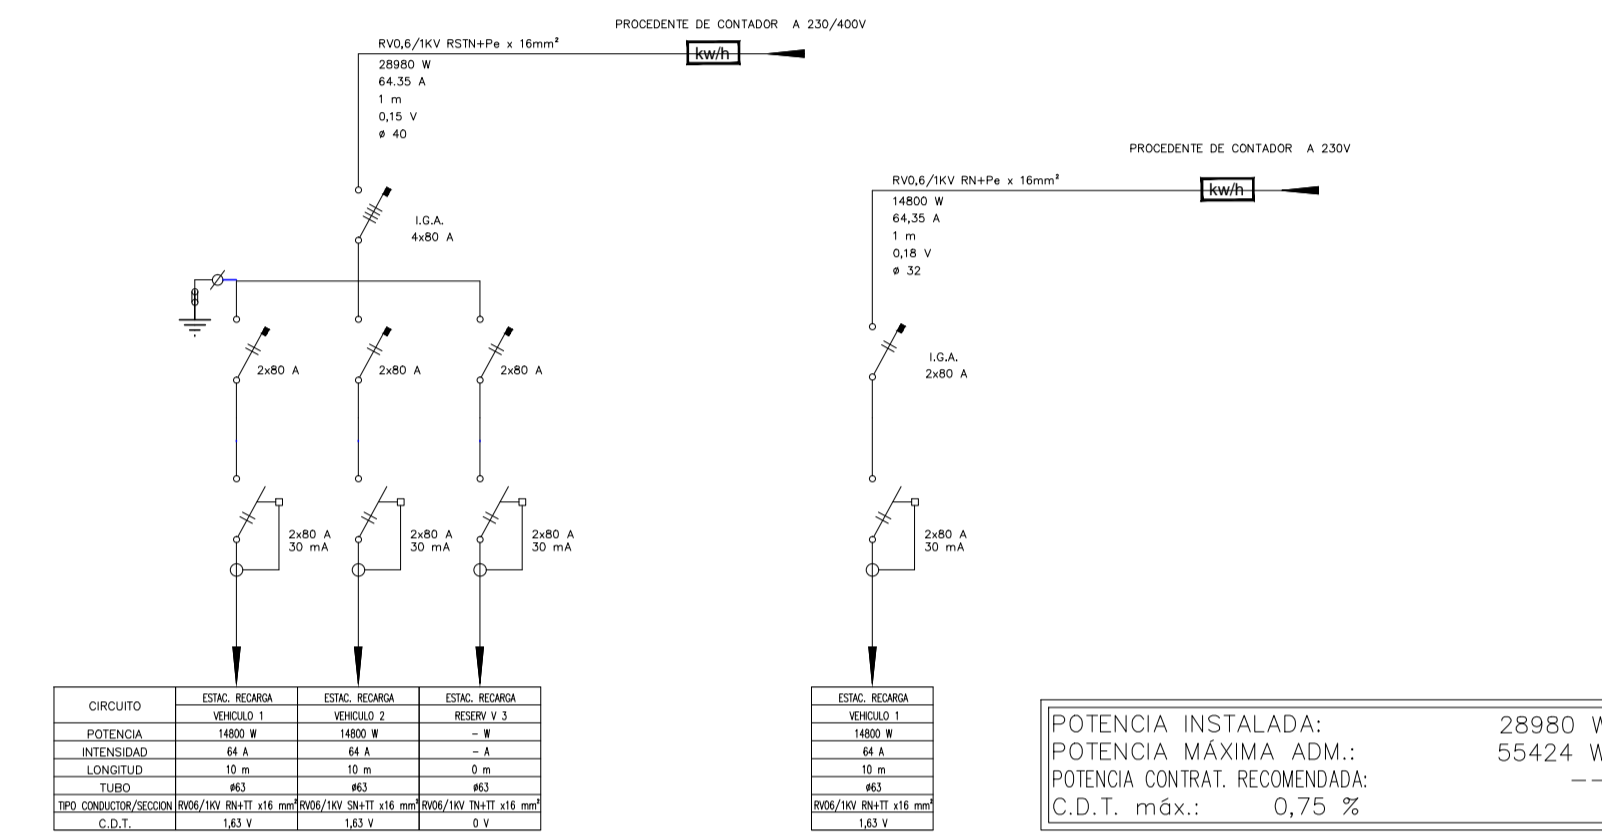 PROCEDENTE DE CONTADOR A 230/400V
RV0,6/1KV RSTN+Pe x 16mm²
kw/h
28980 W
64.35 A
1 m
0,15 V
ø 40
I.G.A.
4x80 A
2x80 A
2x80 A
2x80 A
2x80 A
30 mA
2x80 A
30 mA
2x80 A
30 mA
PROCEDENTE DE CONTADOR A 230V
RV0,6/1KV RN+Pe x 16mm²
kw/h
14800 W
64,35 A
1 m
0,18 V
ø 32
I.G.A.
2x80 A
2x80 A
30 mA
CIRCUITO ESTAC. RECARGA ESTAC. RECARGA ESTAC. RECARGA
VEHICULO 1 VEHICULO 2 RESERV V 3
POTENCIA 14800 W 14800 W – W
INTENSIDAD 64 A 64 A – A
LONGITUD 10 m 10 m 0 m
TUBO ø63 ø63 ø63
TIPO CONDUCTOR/SECCION RV06/1KV RN+TT x16 mm² RV06/1KV SN+TT x16 mm² RV06/1KV TN+TT x16 mm²
C.D.T. 1,63 V 1,63 V 0 V
ESTAC. RECARGA
VEHICULO 1
14800 W
64 A
10 m
ø63
RV06/1KV RN+TT x16 mm²
1,63 V
POTENCIA INSTALADA: 28980 W
POTENCIA MÁXIMA ADM.: 55424 W
POTENCIA CONTRAT. RECOMENDADA: --
C.D.T. máx.: 0,75 %